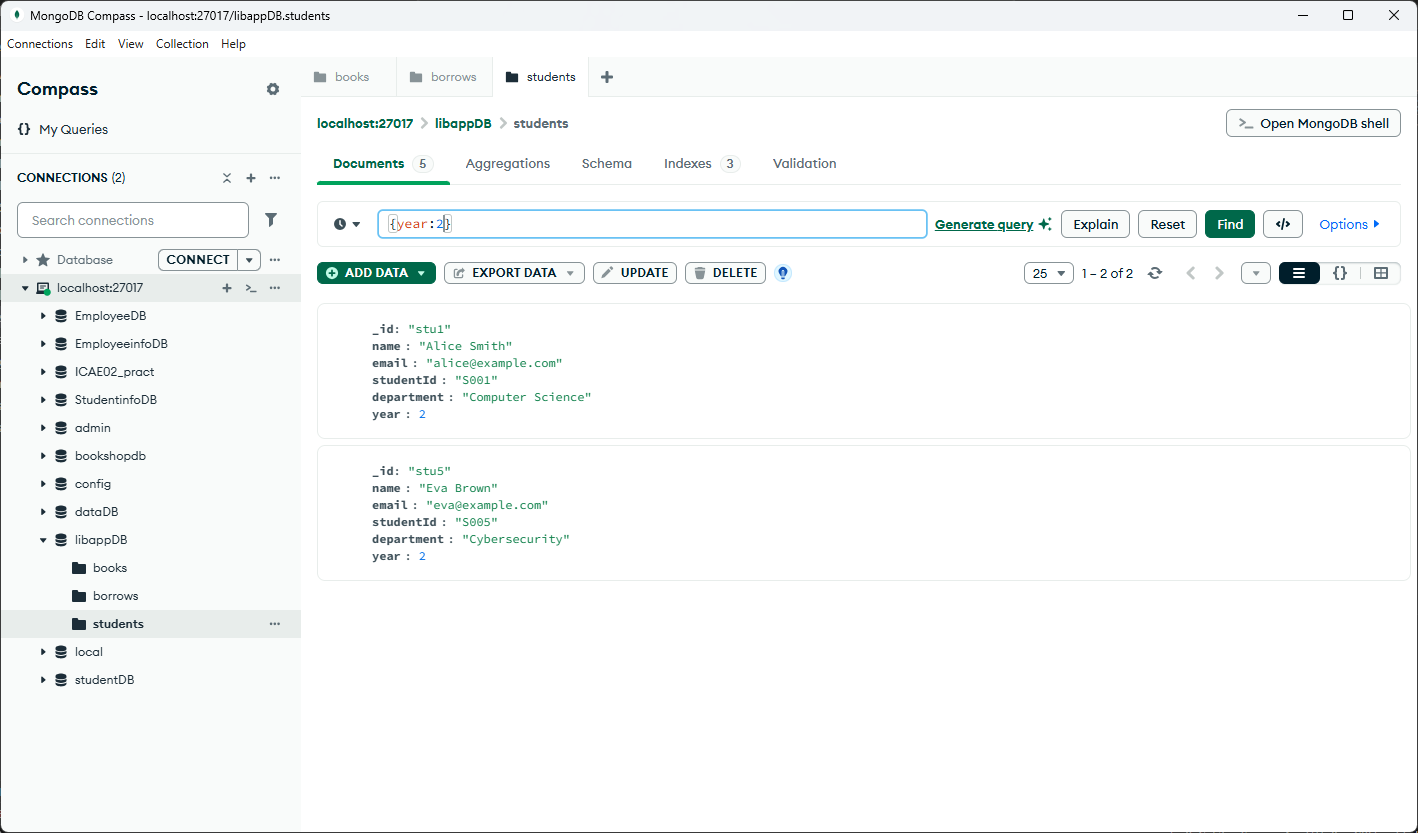 MongoDB Compass - localhost:27017/libappDB.students
Connections Edit View Collection Help
Compass
{} My Queries
CONNECTIONS (2)
Search connections
Database CONNECT
localhost:27017
EmployeeDB
EmployeeinfoDB
ICAE02_pract
StudentinfoDB
admin
bookshopdb
config
dataDB
libappDB
books
borrows
students
local
studentDB
books borrows students
localhost:27017 libappDB students
Open MongoDB shell
Documents 5 Aggregations Schema Indexes 3 Validation
{year:2}
Generate query Explain Reset Find </> Options
ADD DATA EXPORT DATA UPDATE DELETE 25 1 – 2 of 2 {}
_id: "stu1"
name : "Alice Smith"
email : "alice@example.com"
studentId : "S001"
department : "Computer Science"
year : 2
_id: "stu5"
name : "Eva Brown"
email : "eva@example.com"
studentId : "S005"
department : "Cybersecurity"
year : 2